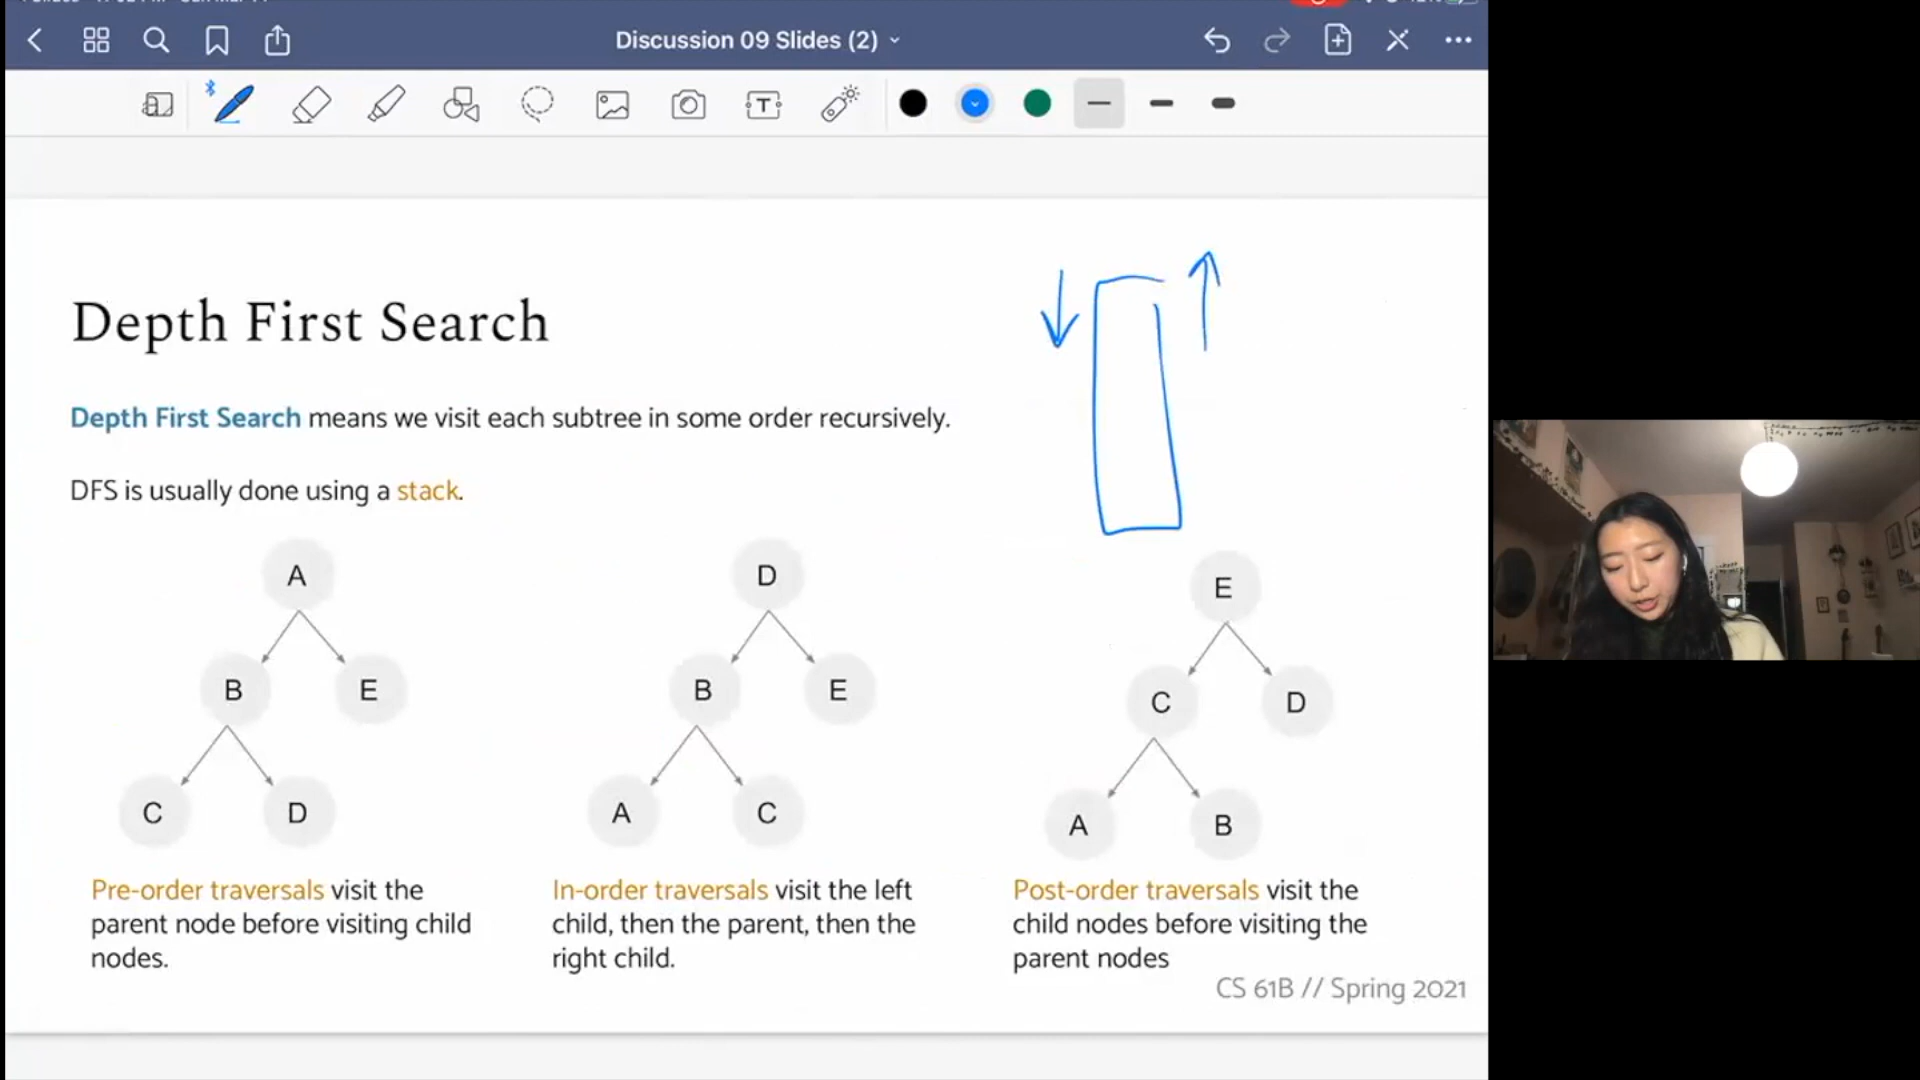 Discussion 09 Slides (2)
Depth First Search
Depth First Search means we visit each subtree in some order recursively.
DFS is usually done using a stack.
A
B
E
C
D
D
B
E
A
C
E
C
D
A
B
Pre-order traversals visit the
parent node before visiting child
nodes.
In-order traversals visit the left
child, then the parent, then the
right child.
Post-order traversals visit the
child nodes before visiting the
parent nodes
CS 61B // Spring 2021